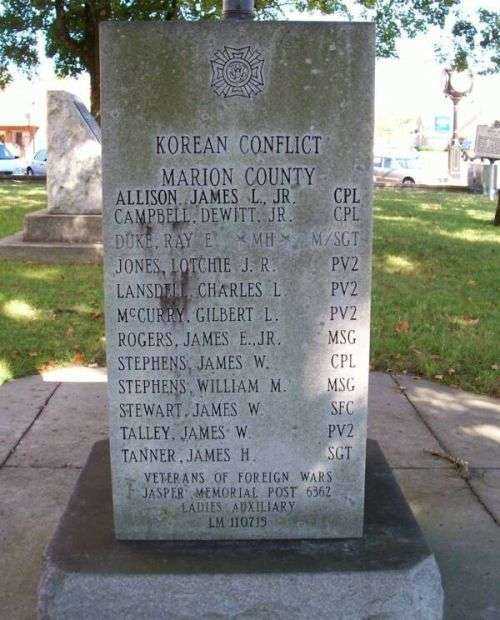 KOREAN CONFLICT
MARION COUNTY
ALLISON, JAMES L., JR. CPL
CAMPBELL, DEWITT, JR. CPL
DUKE, RAY E. ★MH★ M/SGT
JONES, LOTCHIE J. R. PV2
LANSDELL, CHARLES L. PV2
McCURRY, GILBERT L. PV2
ROGERS, JAMES E., JR. MSG
STEPHENS, JAMES W. CPL
STEPHENS, WILLIAM M. MSG
STEWART, JAMES W. SFC
TALLEY, JAMES W. PV2
TANNER, JAMES H. SGT
VETERANS OF FOREIGN WARS
JASPER MEMORIAL POST 6362
LADIES AUXILIARY
LM 110715